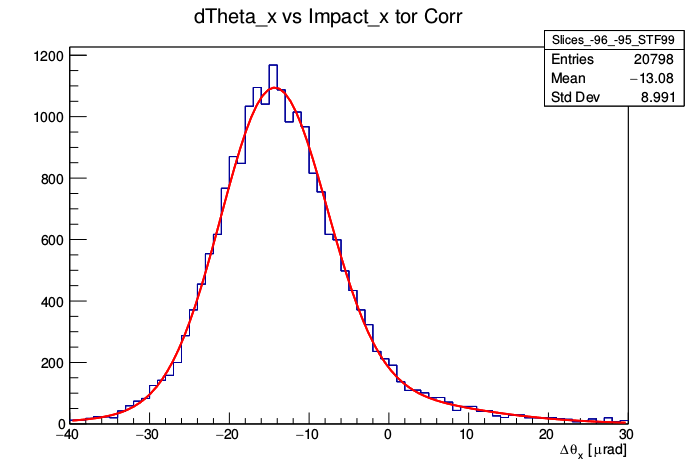 dTheta_x vs Impact_x tor Corr
Slices_-96_-95_STF99
Entries 20798
Mean −13.08
Std Dev 8.991
1200
1000
800
600
400
200
0
−40 −30 −20 −10 0 10 20 30
Δθx [μrad]